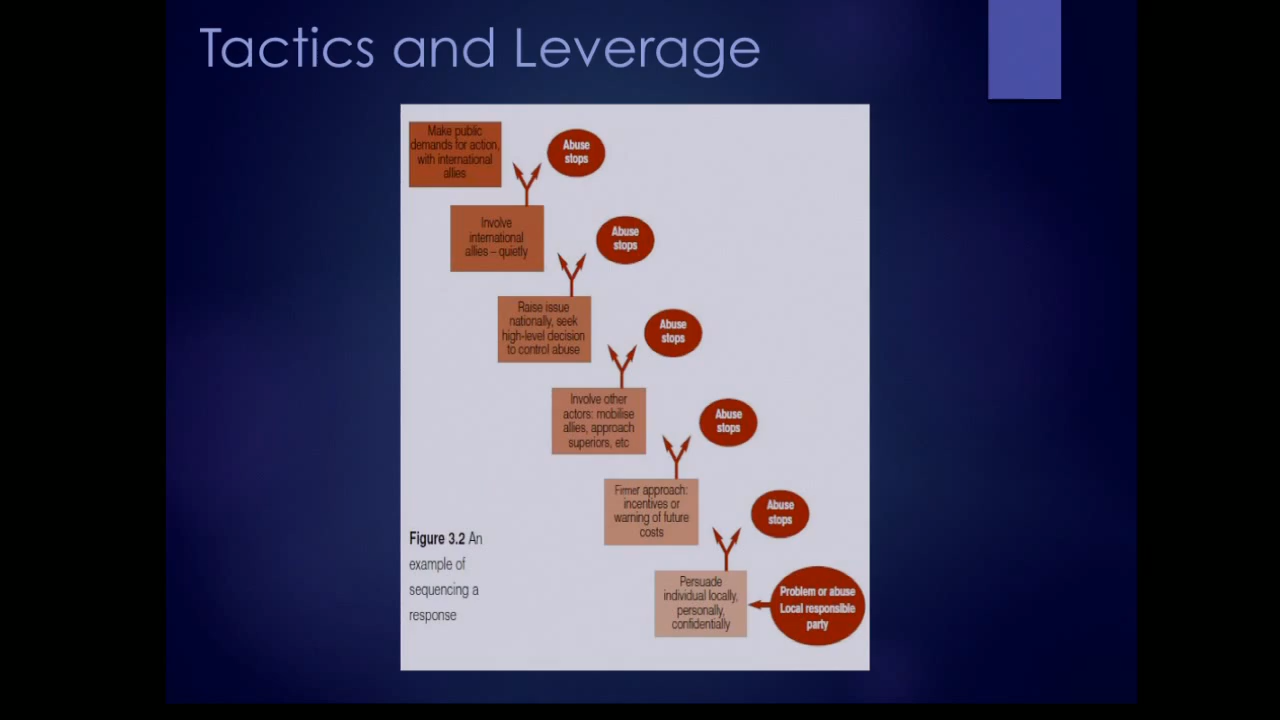 Tactics and Leverage
Make public
demands for action,
with international
allies
Abuse
stops
Involve
international
allies – quietly
Abuse
stops
Raise issue
nationally, seek
high-level decision
to control abuse
Abuse
stops
Involve other
actors: mobilise
allies, approach
superiors, etc
Abuse
stops
Firmer approach:
incentives or
warning of future
costs
Abuse
stops
Figure 3.2 An
example of
sequencing a
response
Persuade
individual locally,
personally,
confidentially
Problem or abuse
Local responsible
party